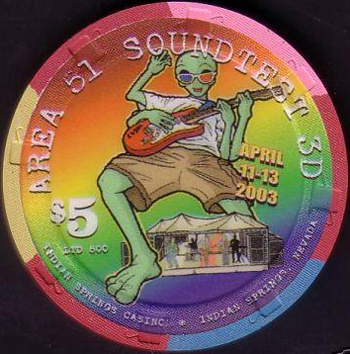 AREA 51 SOUNDTEST 3D
APRIL
11-13
2003
$5
LTD 500
INDIAN SPRINGS CASINO * INDIAN SPRINGS, NEVADA